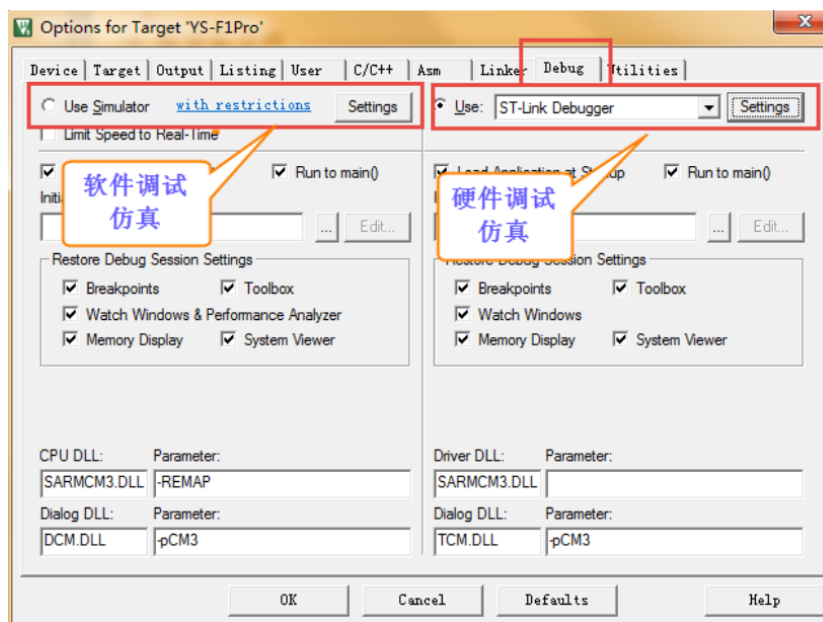 Options for Target 'YS-F1Pro'
Device Target Output Listing User C/C++ Asm Linker Debug Utilities
Use Simulator with restrictions Settings
Use: ST-Link Debugger Settings
Limit Speed to Real-Time
软件调试
仿真
Run to main()
硬件调试
仿真
Run to main()
... Edit...
... Edit...
Restore Debug Session Settings
Breakpoints Toolbox
Watch Windows & Performance Analyzer
Memory Display System Viewer
Restore Debug Session Settings
Breakpoints Toolbox
Watch Windows
Memory Display System Viewer
CPU DLL: Parameter:
SARMCM3.DLL -REMAP
Dialog DLL: Parameter:
DCM.DLL -pCM3
Driver DLL: Parameter:
SARMCM3.DLL
Dialog DLL: Parameter:
TCM.DLL -pCM3
OK Cancel Defaults Help